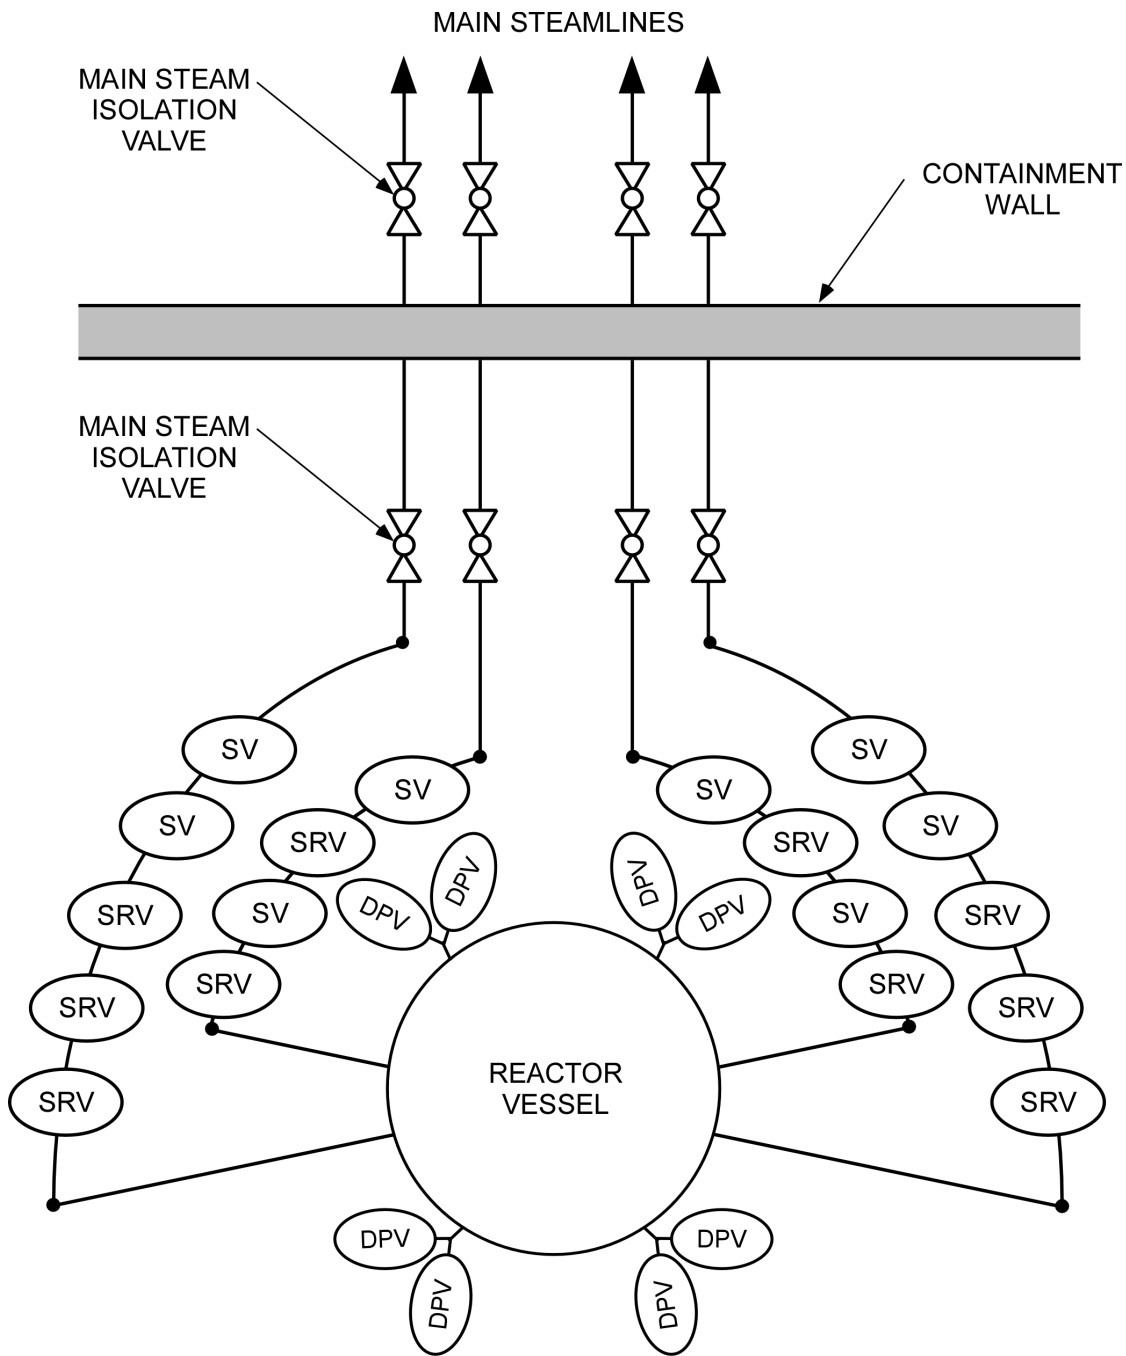 MAIN STEAMLINES
MAIN STEAM
ISOLATION
VALVE
CONTAINMENT
WALL
MAIN STEAM
ISOLATION
VALVE
SV
SV
SV
SV
SV
SV
SRV
SRV
SV
SV
DPV
DPV
DPV
DPV
SRV
SV
SV
SRV
SRV
SRV
SRV
SRV
REACTOR
VESSEL
SRV
SRV
DPV
DPV
DPV
DPV